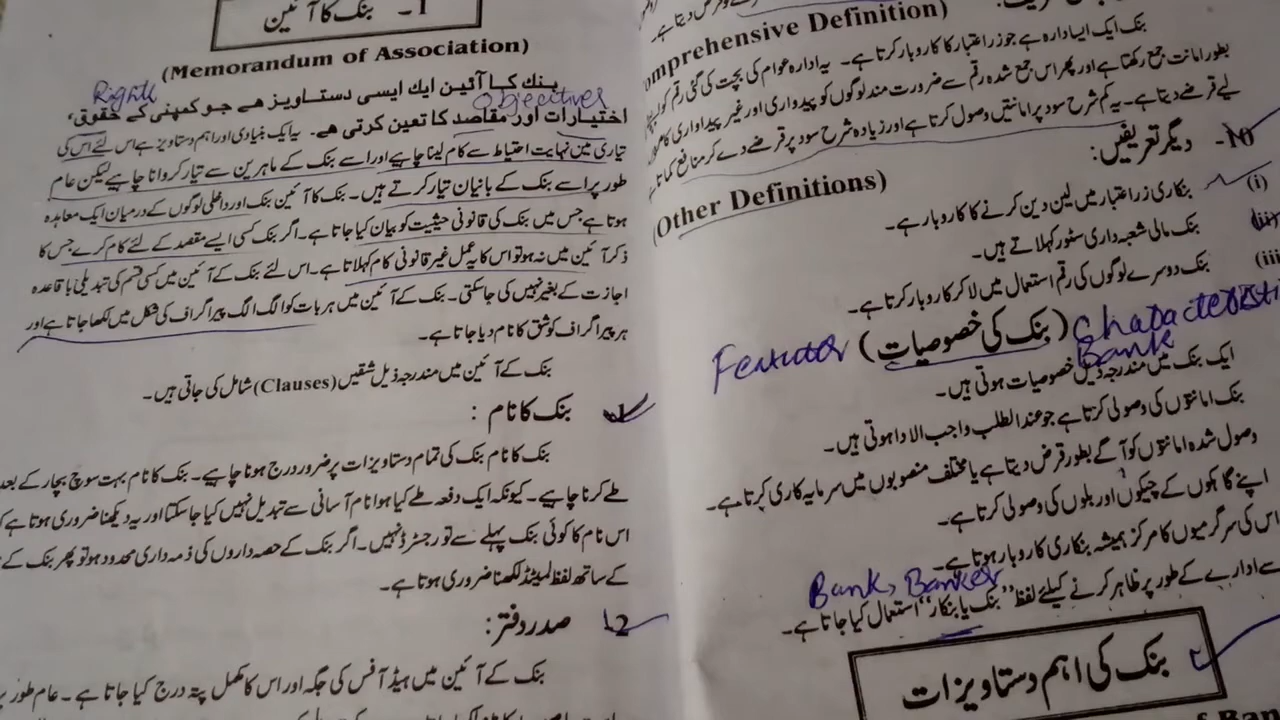 (Comprehensive Definition)
بنک ایک ایسا ادارہ ہے جو زر اعتبار کا کاروبار کرتا ہے۔ یہ ادارہ عوام کی بچت کی گئی رقم کو
بطور امانت جمع رکھتا ہے اور پھر اس جمع شدہ رقم سے ضرورت مند لوگوں کو پیداواری اور غیر پیداواری
لیے قرضے دیتا ہے۔ یہ کم شرح سود پر امانتیں وصول کرتا ہے اور زیادہ شرح سود پر قرضے دے کر منافع کماتا
10- دیگر تعریفیں:
(Other Definitions)
(i) بنکاری زر اعتبار میں لین دین کرنے کا کاروبار ہے۔
(ii) بنک مالی شعبہ داری سٹور کہلاتے ہیں۔
(iii) بنک دوسرے لوگوں کی رقم استعمال میں لا کر کاروبار کرتا ہے۔
(بنک کی خصوصیات)
Bank
ایک بنک میں مندرجہ ذیل خصوصیات ہوتی ہیں۔
بنک امانتوں کی وصولی کرتا ہے جو عند الطلب واجب الادا ہوتی ہیں۔
وصول شدہ امانتوں کو آگے بطور قرض دیتا ہے یا مختلف منصوبوں میں سرمایہ کاری کرتا ہے۔
اپنے گاہکوں کے چیکوں اور بلوں کی وصولی کرتا ہے۔
اس کی سرگرمیوں کا مرکز ہمیشہ بنکاری کاروبار ہوتا ہے۔
Bank, Banker
سے ادارے کے طور پر ظاہر کرنے کیلئے لفظ "بنک یا بنکار" استعمال کیا جاتا ہے۔
بنک کی اہم دستاویزات
1۔ بنک کا آئین
(Memorandum of Association)
Rights
بنک کا آئین ایک ایسی دستاویز ہے جو کمپنی کے حقوق،
Objectives
اختیارات اور مقاصد کا تعین کرتی ہے۔ یہ ایک بنیادی اور اہم دستاویز ہے اس لئے اس کی
تیاری میں نہایت احتیاط سے کام لینا چاہیے اور اسے بنک کے ماہرین سے تیار کروانا چاہیے لیکن عام
طور پر اسے بنک کے بانیان تیار کرتے ہیں۔ بنک کا آئین بنک اور داخلی لوگوں کے درمیان ایک معاہدہ
ہوتا ہے جس میں بنک کی قانونی حیثیت کو بیان کیا جاتا ہے۔ اگر بنک کسی ایسے مقصد کے لئے کام کرے جس کا
ذکر آئین میں نہ ہو تو اس کا یہ عمل غیر قانونی کام کہلاتا ہے۔ اس لئے بنک کے آئین میں کسی قسم کی تبدیلی باقاعدہ
اجازت کے بغیر نہیں کی جا سکتی۔ بنک کے آئین میں ہر بات کو الگ الگ پیراگراف کی شکل میں لکھا جاتا ہے اور
ہر پیراگراف کو شق کا نام دیا جاتا ہے۔
بنک کے آئین میں مندرجہ ذیل شقیں (Clauses) شامل کی جاتی ہیں۔
1۔ بنک کا نام :
بنک کا نام بنک کی تمام دستاویزات پر ضرور درج ہونا چاہیے۔ بنک کا نام بہت سوچ بچار کے بعد
طے کرنا چاہیے۔ کیونکہ ایک دفعہ طے کیا ہوا نام آسانی سے تبدیل نہیں کیا جا سکتا اور یہ دیکھنا ضروری ہوتا ہے
اس نام کا کوئی بنک پہلے سے تو رجسٹرڈ نہیں۔ اگر بنک کے حصہ داروں کی ذمہ داری محدود ہو تو پھر بنک کے
کے ساتھ لفظ لمیٹڈ لکھنا ضروری ہوتا ہے۔
2۔ صدر دفتر :
بنک کے آئین میں ہیڈ آفس کی جگہ اور اس کا مکمل پتہ درج کیا جاتا ہے۔ عام طور